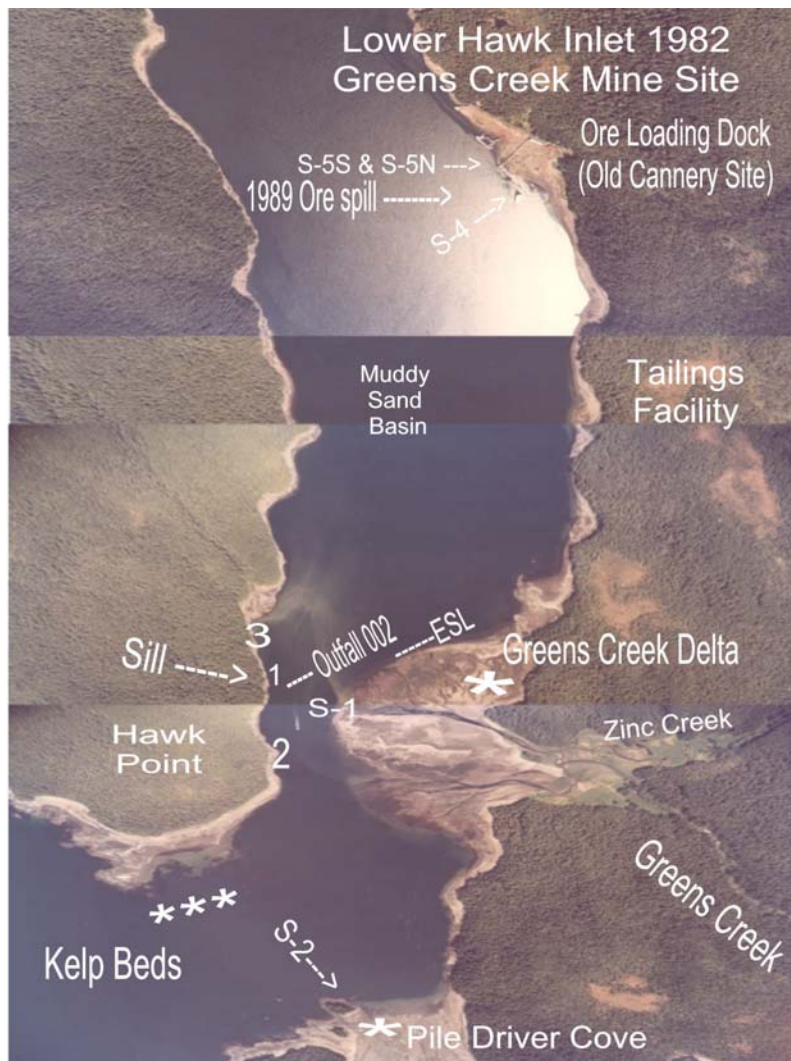 Lower Hawk Inlet 1982
Greens Creek Mine Site
Ore Loading Dock
(Old Cannery Site)
S-5S & S-5N --->
1989 Ore spill -------->
S-4 --->
Muddy
Sand
Basin
Tailings
Facility
3
Sill ----->
1 ----- Outfall 002
-----ESL
Greens Creek Delta
*
S-1
Zinc Creek
Hawk
Point
2
Greens Creek
* * *
Kelp Beds
S-2--->
* Pile Driver Cove